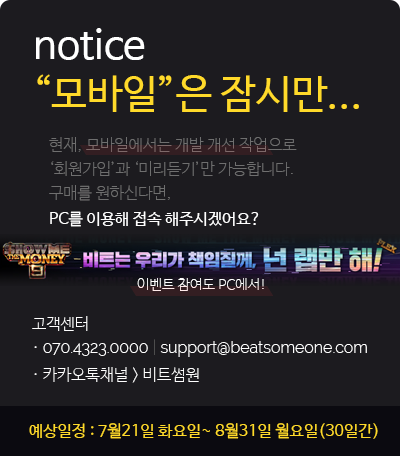 notice
“모바일”은 잠시만...
현재, 모바일에서는 개발 개선 작업으로
‘회원가입’과 ‘미리듣기’만 가능합니다.
구매를 원하신다면,
PC를 이용해 접속 해주시겠어요?
SHOW ME THE MONEY 9 - 비트는 우리가 책임질께, 넌 랩만 해! FLEX
이벤트 참여도 PC에서!
고객센터
· 070.4323.0000 | support@beatsomeone.com
· 카카오톡채널 > 비트썸원
예상일정 : 7월21일 화요일~ 8월31일 월요일(30일간)